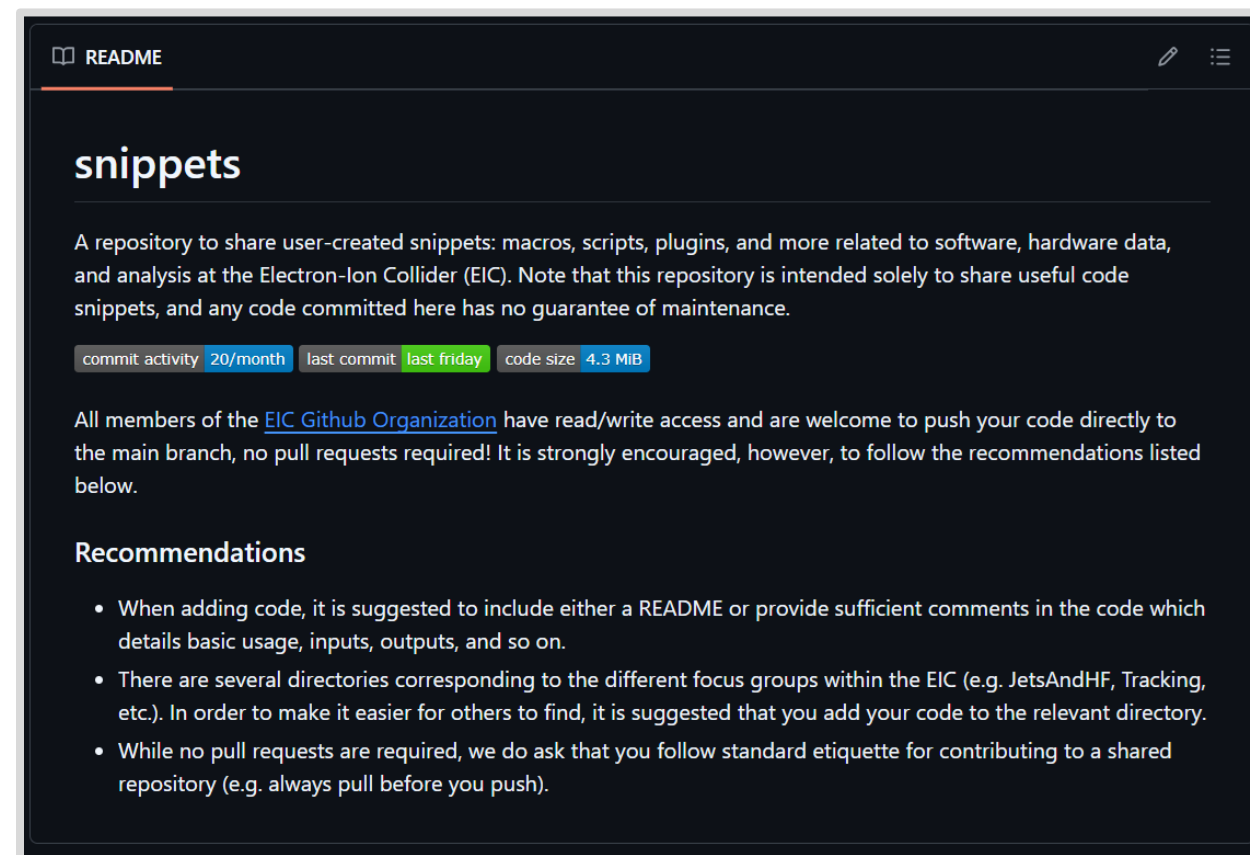 README
snippets
A repository to share user-created snippets: macros, scripts, plugins, and more related to software, hardware data,
and analysis at the Electron-Ion Collider (EIC). Note that this repository is intended solely to share useful code
snippets, and any code committed here has no guarantee of maintenance.
commit activity 20/month last commit last friday code size 4.3 MiB
All members of the EIC Github Organization have read/write access and are welcome to push your code directly to
the main branch, no pull requests required! It is strongly encouraged, however, to follow the recommendations listed
below.
Recommendations
• When adding code, it is suggested to include either a README or provide sufficient comments in the code which
details basic usage, inputs, outputs, and so on.
• There are several directories corresponding to the different focus groups within the EIC (e.g. JetsAndHF, Tracking,
etc.). In order to make it easier for others to find, it is suggested that you add your code to the relevant directory.
• While no pull requests are required, we do ask that you follow standard etiquette for contributing to a shared
repository (e.g. always pull before you push).